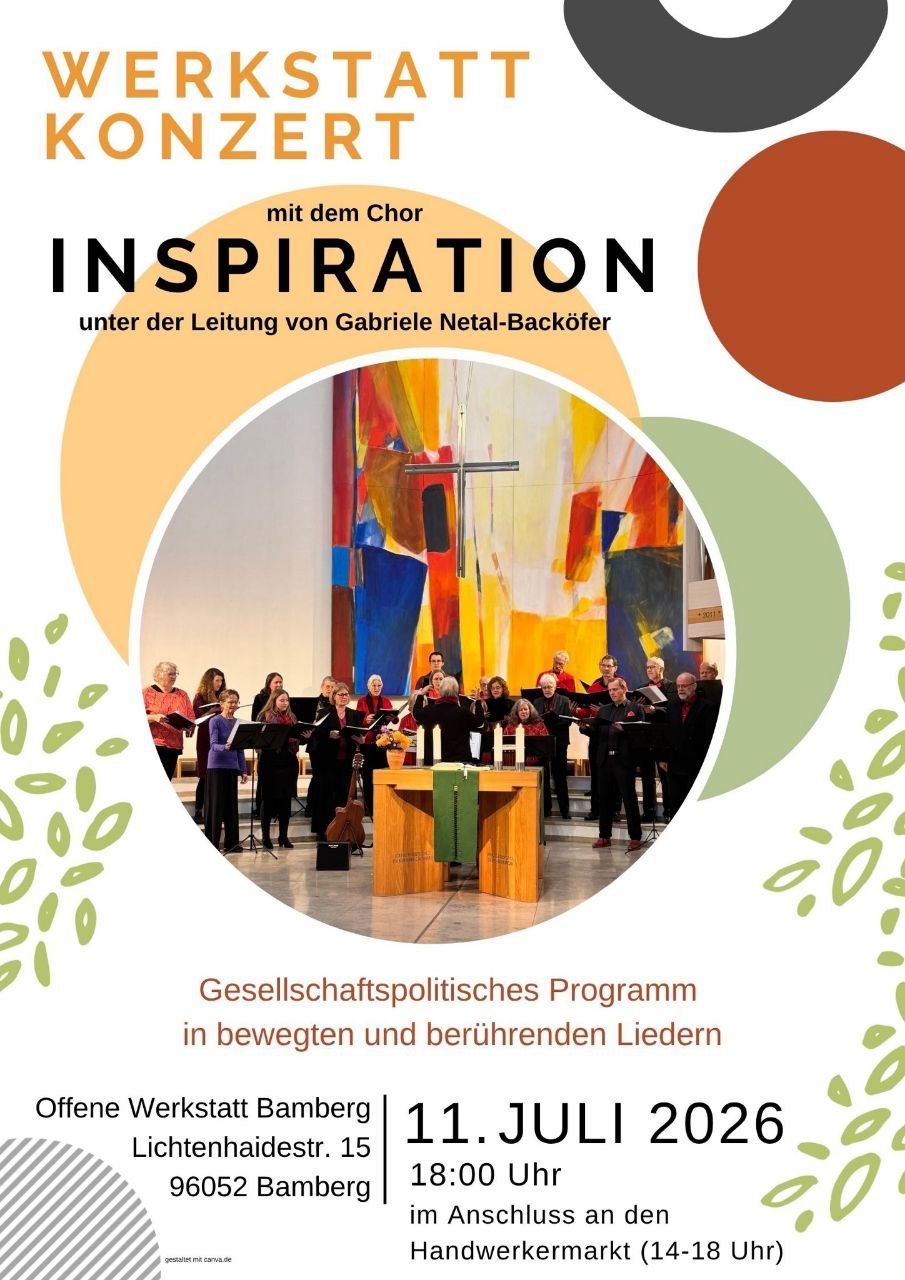 WERKSTATT
KONZERT
mit dem Chor
INSPIRATION
unter der Leitung von Gabriele Netal-Backöfer
* 2011 *
Gesellschaftspolitisches Programm
in bewegten und berührenden Liedern
Offene Werkstatt Bamberg
Lichtenhaidestr. 15
96052 Bamberg
11. JULI 2026
18:00 Uhr
im Anschluss an den
Handwerkermarkt (14-18 Uhr)
gestaltet mit canva.de